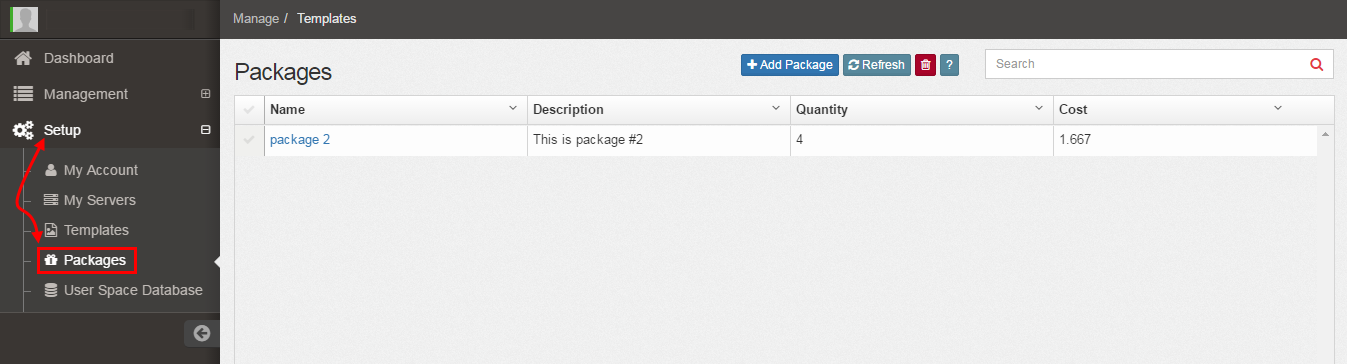 Manage / Templates
Dashboard
Management
Setup
My Account
My Servers
Templates
Packages
User Space Database
Packages
Add Package Refresh ? Search
Name Description Quantity Cost
package 2 This is package #2 4 1.667